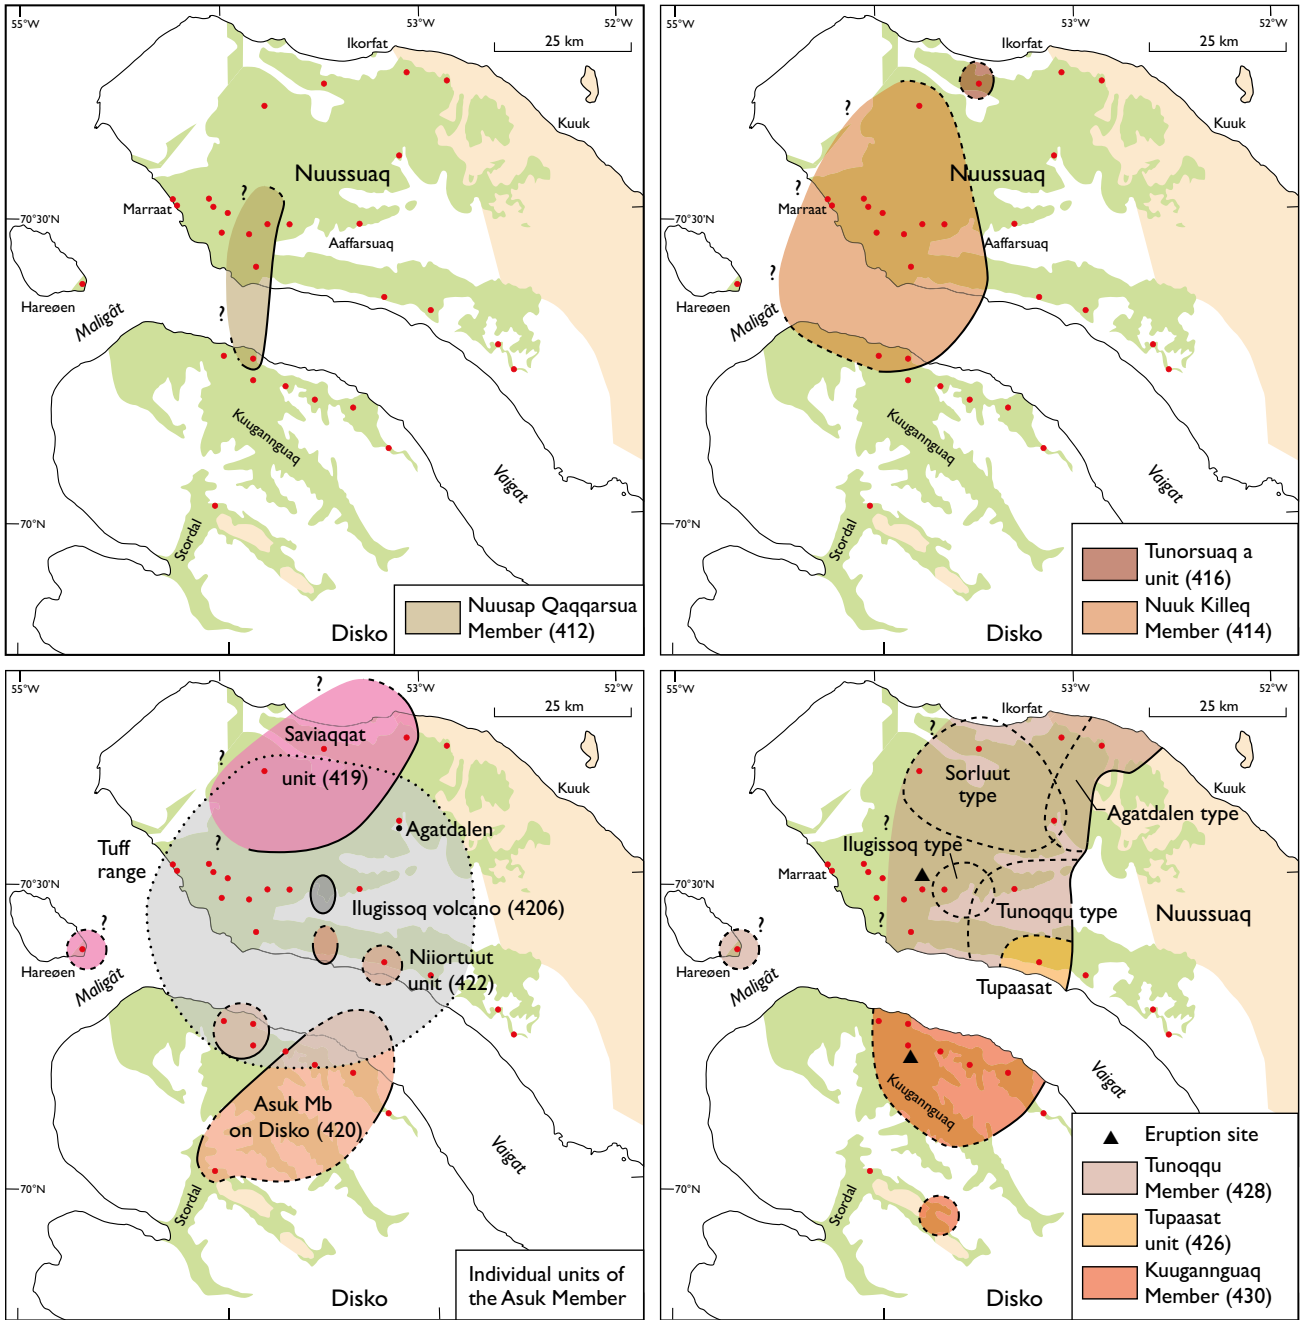 55°W
53°W
52°W
Ikorfat
25 km
Kuuk
Nuussuaq
?
Marraat
70°30'N
Aaffarsuaq
Hareøen
Maligât
?
Kuugannguaq
Vaigat
70°N
Stordal
Nuusap Qaqqarsua
Member (412)
Disko
55°W
53°W
52°W
Ikorfat
25 km
?
Kuuk
Nuussuaq
?
Marraat
70°30'N
Aaffarsuaq
?
Hareøen
Maligât
Kuugannguaq
Vaigat
70°N
Stordal
Tunorsuaq a
unit (416)
Nuuk Killeq
Member (414)
Disko
55°W
53°W
52°W
?
25 km
Saviaqqat
?
unit (419)
Kuuk
Agatdalen
?
Tuff
range
70°30'N
Ilugissoq volcano (4206)
?
Niiortuut
unit (422)
Hareøen
Maligât
Asuk Mb
on Disko (420)
Vaigat
70°N
Stordal
Individual units of
the Asuk Member
Disko
55°W
53°W
52°W
Ikorfat
25 km
?
Sorluut
type
Kuuk
Agatdalen type
?
Ilugissoq type
Marraat
70°30'N
Tunoqqu type
Nuussuaq
?
?
Hareøen
Maligât
Tupaasat
Vaigat
Kuugannguaq
70°N
Stordal
Eruption site
Tunoqqu
Member (428)
Tupaasat
unit (426)
Kuugannguaq
Member (430)
Disko